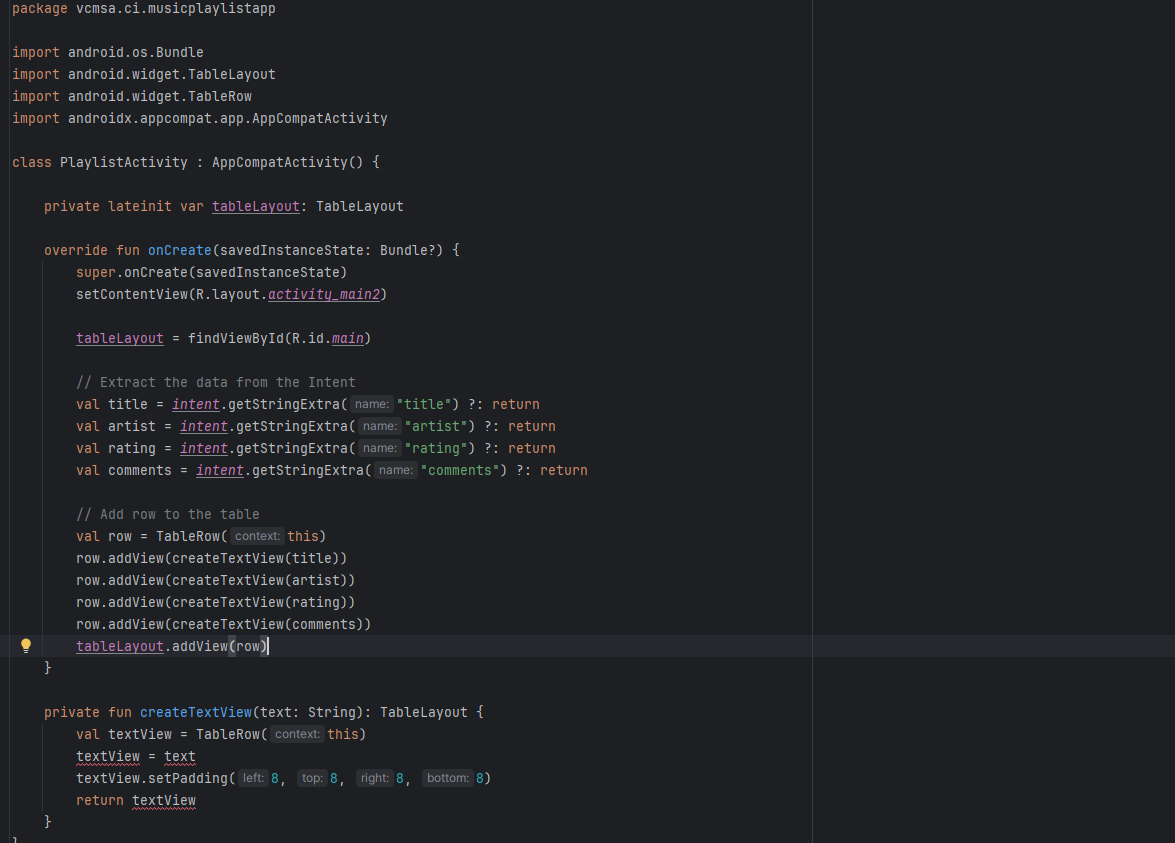 package vcmsa.ci.musicplaylistapp
import android.os.Bundle
import android.widget.TableLayout
import android.widget.TableRow
import androidx.appcompat.app.AppCompatActivity
class PlaylistActivity : AppCompatActivity() {
private lateinit var tableLayout: TableLayout
override fun onCreate(savedInstanceState: Bundle?) {
super.onCreate(savedInstanceState)
setContentView(R.layout.activity_main2)
tableLayout = findViewById(R.id.main)
// Extract the data from the Intent
val title = intent.getStringExtra( name: "title") ?: return
val artist = intent.getStringExtra( name: "artist") ?: return
val rating = intent.getStringExtra( name: "rating") ?: return
val comments = intent.getStringExtra( name: "comments") ?: return
// Add row to the table
val row = TableRow( context: this)
row.addView(createTextView(title))
row.addView(createTextView(artist))
row.addView(createTextView(rating))
row.addView(createTextView(comments))
tableLayout.addView(row)
}
private fun createTextView(text: String): TableLayout {
val textView = TableRow( context: this)
textView = text
textView.setPadding( left: 8, top: 8, right: 8, bottom: 8)
return textView
}
}